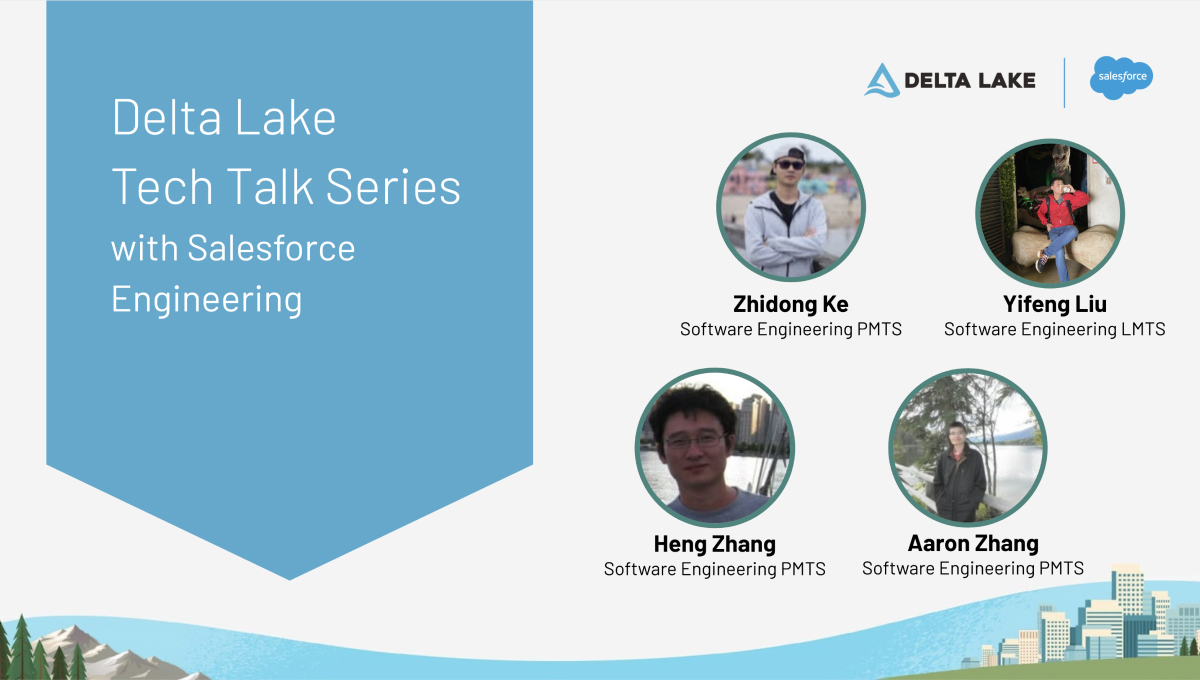 Delta Lake
Tech Talk Series
with Salesforce
Engineering
DELTA LAKE
salesforce
Zhidong Ke
Software Engineering PMTS
Yifeng Liu
Software Engineering LMTS
Heng Zhang
Software Engineering PMTS
Aaron Zhang
Software Engineering PMTS